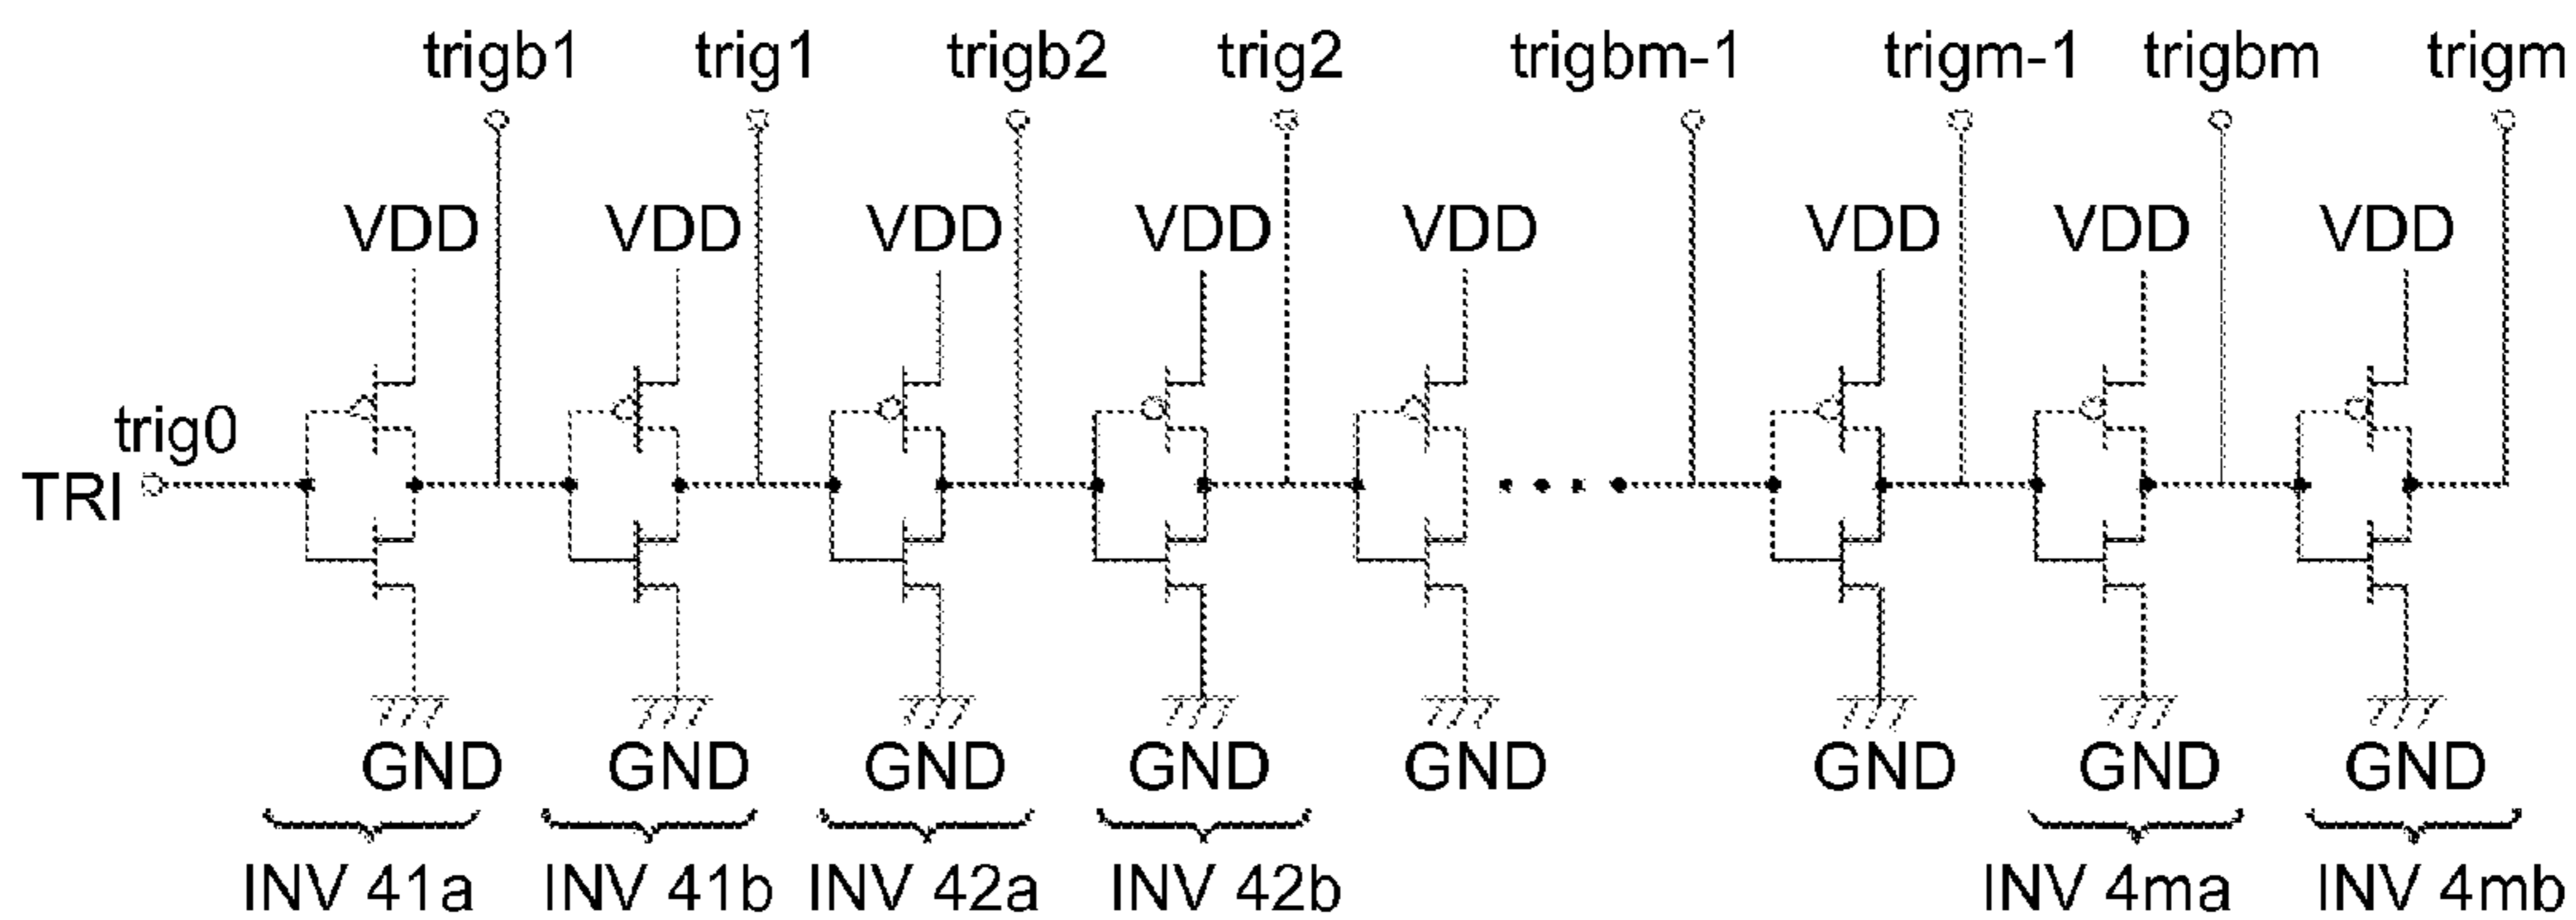 trigb1 trig1 trigb2 trig2 trigbm-1 trigm-1 trigbm trigm
VDD VDD VDD VDD VDD VDD VDD VDD
trig0
TRI
GND GND GND GND GND GND GND GND
INV 41a INV 41b INV 42a INV 42b INV 4ma INV 4mb